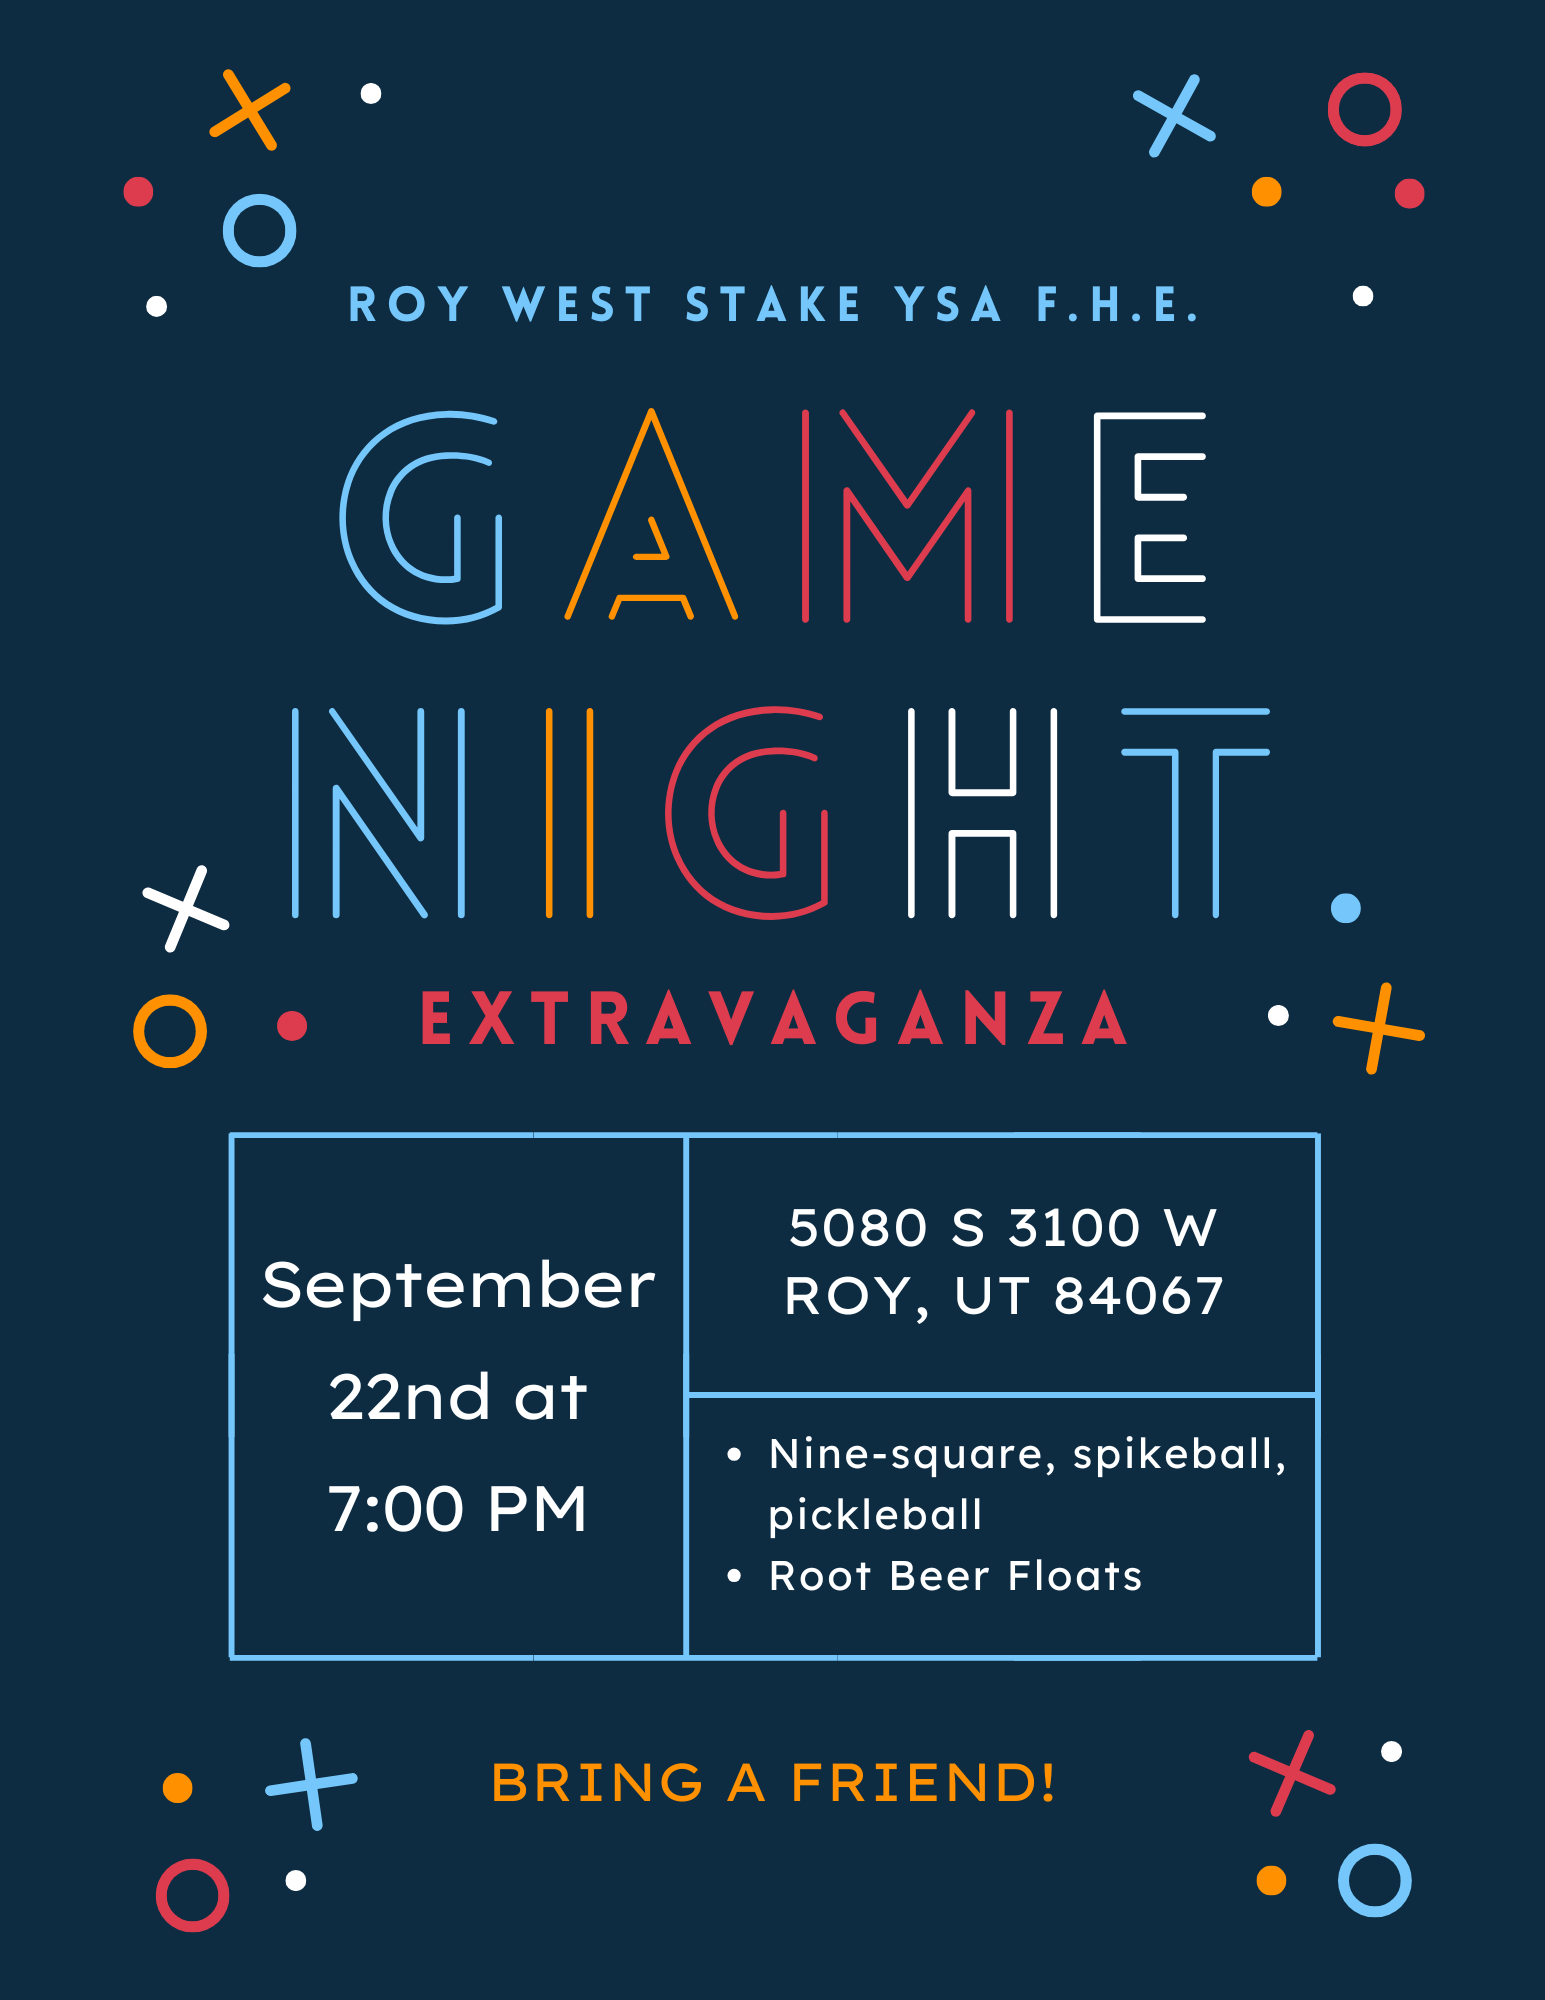 ROY WEST STAKE YSA F.H.E.
GAME
NIGHT
EXTRAVAGANZA
September
22nd at
7:00 PM
5080 S 3100 W
ROY, UT 84067
• Nine-square, spikeball,
pickleball
• Root Beer Floats
BRING A FRIEND!